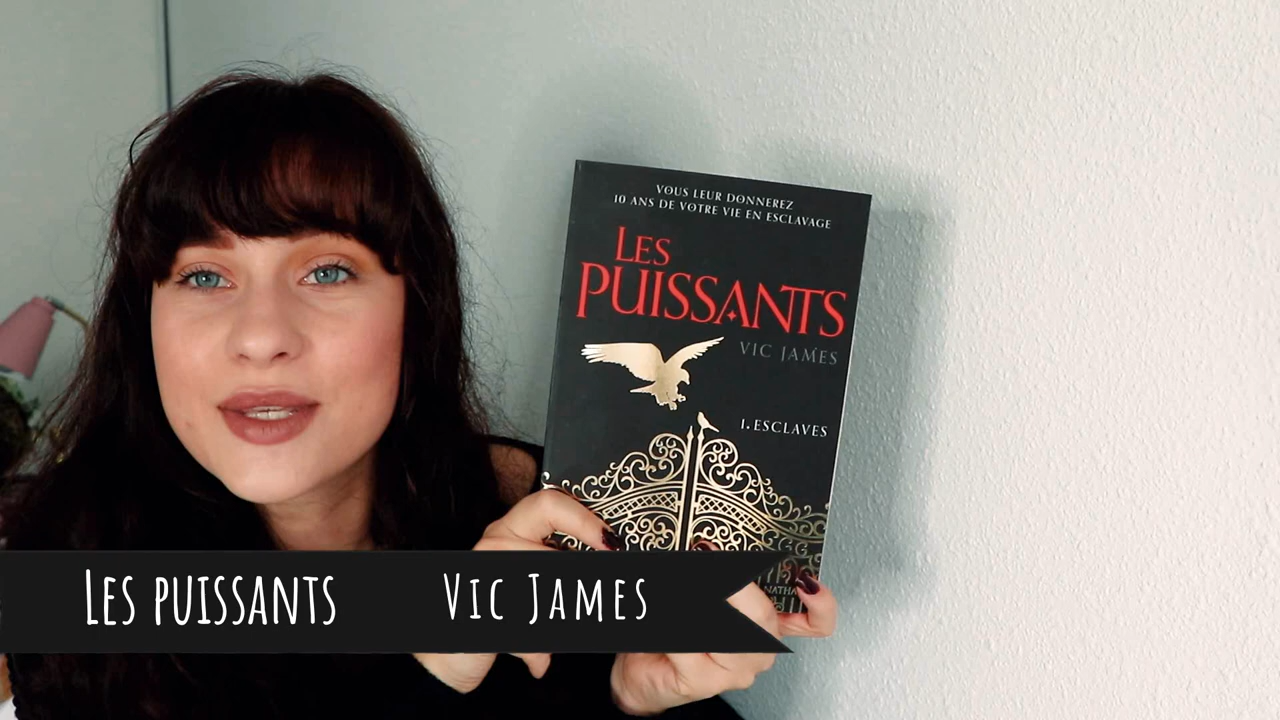 VOUS LEUR DONNEREZ
10 ANS DE VOTRE VIE EN ESCLAVAGE
LES
PUISSANTS
VIC JAMES
1. ESCLAVES
NATHA
LES PUISSANTS VIC JAMES